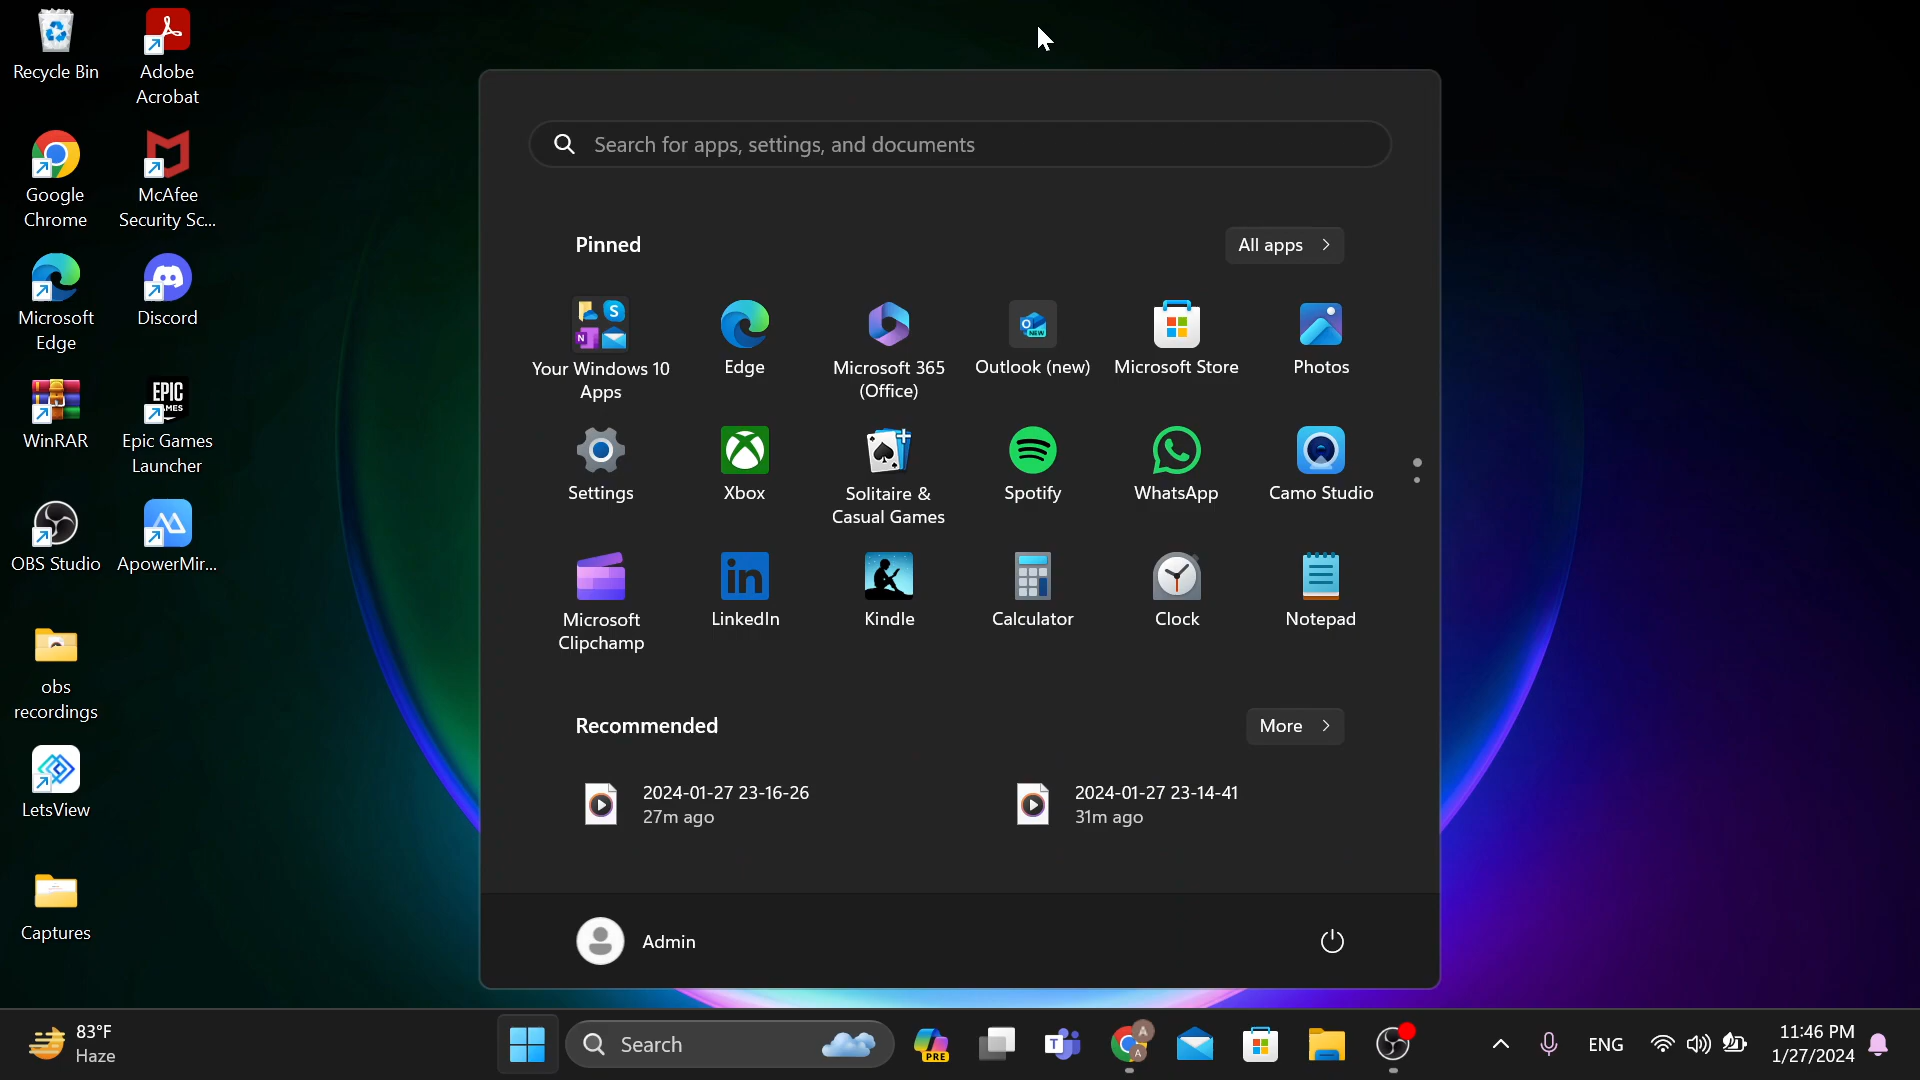 Recycle Bin
Adobe
Acrobat
Google
Chrome
McAfee
Security Sc...
Microsoft
Edge
Discord
WinRAR
EPIC
GAMES
Epic Games
Launcher
OBS Studio
ApowerMir...
obs
recordings
LetsView
Captures
Search for apps, settings, and documents
Pinned
All apps
Your Windows 10
Apps
Edge
Microsoft 365
(Office)
Outlook (new)
Microsoft Store
Photos
Settings
Xbox
Solitaire &
Casual Games
Spotify
WhatsApp
Camo Studio
Microsoft
Clipchamp
LinkedIn
Kindle
Calculator
Clock
Notepad
Recommended
More
2024-01-27 23-16-26
27m ago
2024-01-27 23-14-41
31m ago
Admin
83°F
Haze
Search
PRE
ENG
11:46 PM
1/27/2024